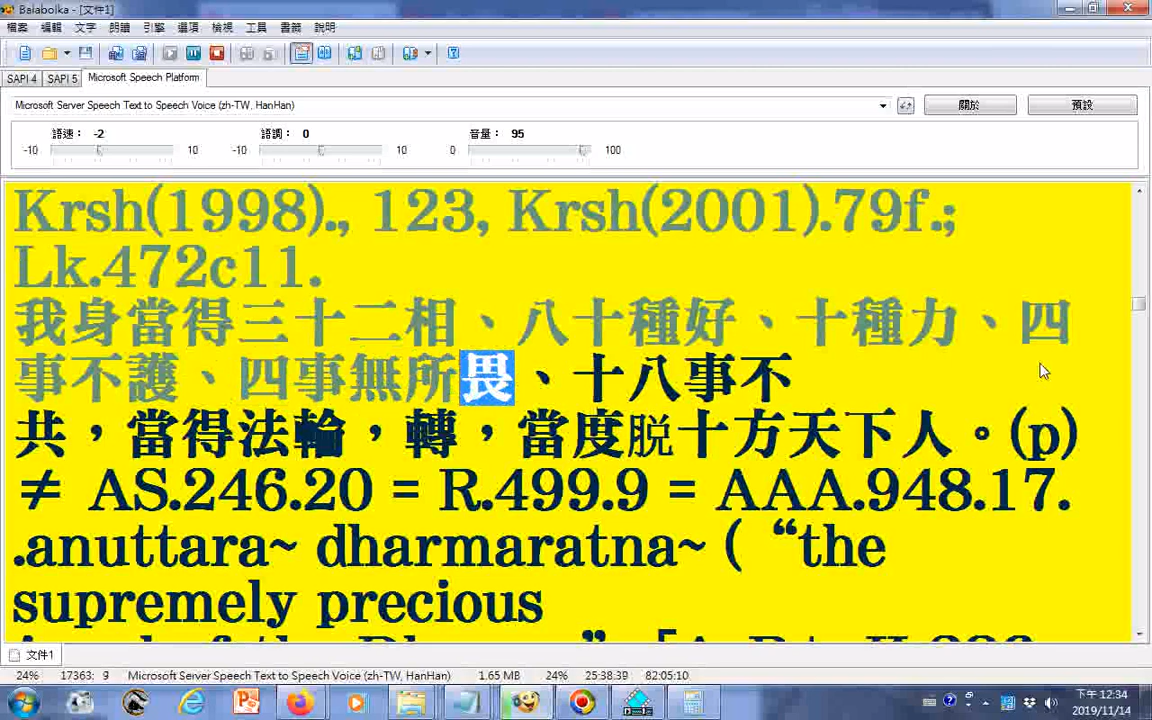 Balabolka - [文件1]
檔案 編輯 文字 朗讀 引擎 選項 檢視 工具 書籤 說明
SAPI 4 SAPI 5 Microsoft Speech Platform
Microsoft Server Speech Text to Speech Voice (zh-TW, HanHan) 關於 預設
語速： -2 語調： 0 音量： 95
-10 10 -10 10 0 100
Krsh(1998)., 123, Krsh(2001).79f.;
Lk.472c11.
我身當得三十二相、八十種好、十種力、四
事不護、四事無所畏、十八事不
共，當得法輪，轉，當度脱十方天下人。(p)
≠ AS.246.20 = R.499.9 = AAA.948.17.
.anuttara~ dharmaratna~ ( “the
supremely precious
文件1
24% 17363: 9 Microsoft Server Speech Text to Speech Voice (zh-TW, HanHan) 1.65 MB 24% 25:38:39 82:05:10
下午 12:34
2019/11/14